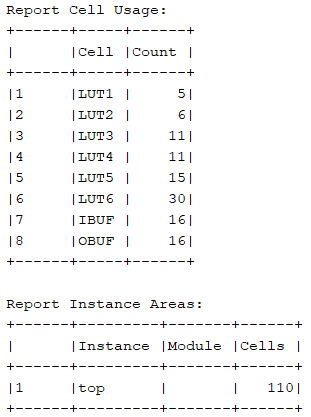 Report Cell Usage:
+------+-----+------+
|      |Cell |Count |
+------+-----+------+
|1     |LUT1 |     5|
|2     |LUT2 |     6|
|3     |LUT3 |    11|
|4     |LUT4 |    11|
|5     |LUT5 |    15|
|6     |LUT6 |    30|
|7     |IBUF |    16|
|8     |OBUF |    16|
+------+-----+------+

Report Instance Areas:
+------+---------+-------+------+
|      |Instance |Module |Cells |
+------+---------+-------+------+
|1     |top      |       |   110|
+------+---------+-------+------+